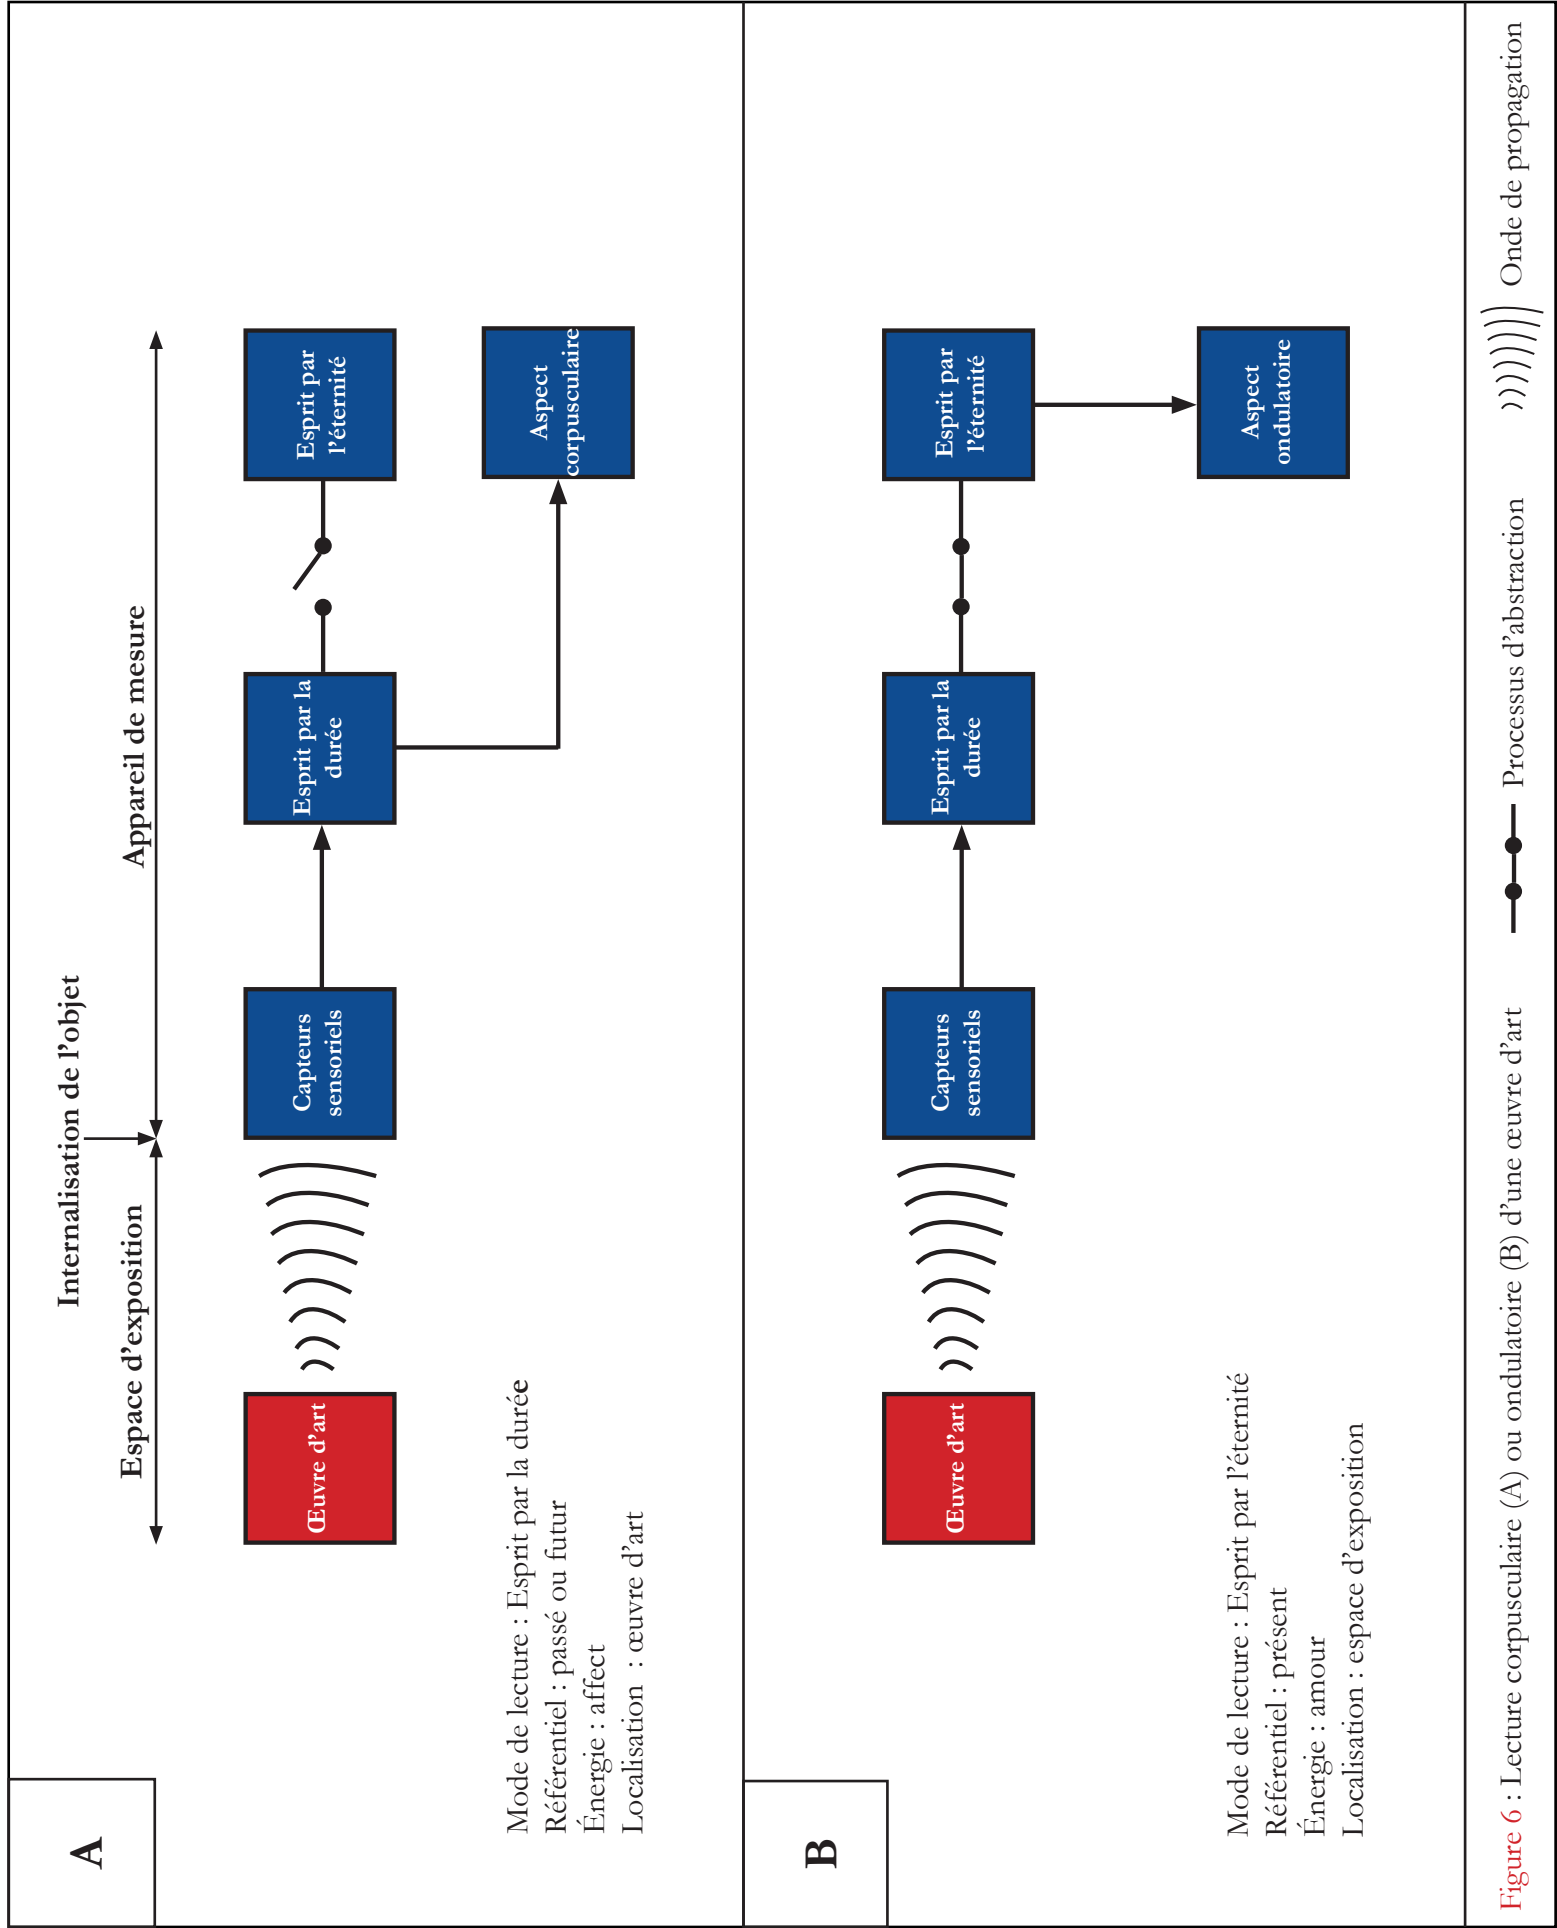 A
Internalisation de l'objet
Espace d'exposition
Appareil de mesure
Œuvre d'art
Capteurs
sensoriels
Esprit par la
durée
Esprit par
l'éternité
Aspect
corpusculaire
Mode de lecture : Esprit par la durée
Référentiel : passé ou futur
Énergie : affect
Localisation : œuvre d'art
B
Œuvre d'art
Capteurs
sensoriels
Esprit par la
durée
Esprit par
l'éternité
Aspect
ondulatoire
Mode de lecture : Esprit par l'éternité
Référentiel : présent
Énergie : amour
Localisation : espace d'exposition
Figure 6 : Lecture corpusculaire (A) ou ondulatoire (B) d'une œuvre d'art
Processus d'abstraction
Onde de propagation